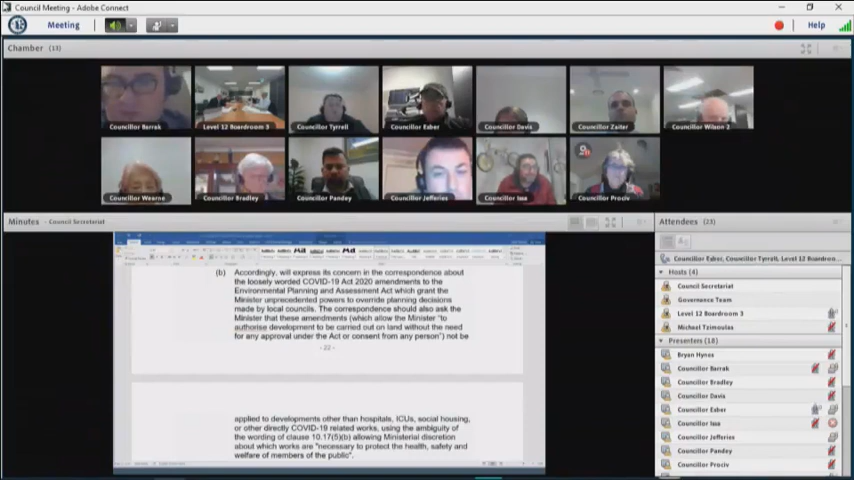 Council Meeting - Adobe Connect
Meeting
Help
Chamber (13)
Councillor Barrak
Level 12 Boardroom 3
Councillor Tyrrell
Councillor Esber
Councillor Davis
Councillor Zaiter
Councillor Wilson 2
Councillor Wearne
Councillor Bradley
Councillor Pandey
Councillor Jefferies
Councillor Issa
Councillor Prociv
Minutes - Council Secretariat
(b) Accordingly, will express its concern in the correspondence about
the loosely worded COVID-19 Act 2020 amendments to the
Environmental Planning and Assessment Act which grant the
Minister unprecedented powers to override planning decisions
made by local councils. The correspondence should also ask the
Minister that these amendments (which allow the Minister "to
authorise development to be carried out on land without the need
for any approval under the Act or consent from any person") not be
- 22 -
applied to developments other than hospitals, ICUs, social housing,
or other directly COVID-19 related works, using the ambiguity of
the wording of clause 10.17(5)(b) allowing Ministerial discretion
about which works are "necessary to protect the health, safety and
welfare of members of the public".
Attendees (23)
Councillor Esber, Councillor Tyrrell, Level 12 Boardroom...
Hosts (4)
Council Secretariat
Governance Team
Level 12 Boardroom 3
Michael Tzimoulas
Presenters (18)
Bryan Hynes
Councillor Barrak
Councillor Bradley
Councillor Davis
Councillor Esber
Councillor Issa
Councillor Jefferies
Councillor Pandey
Councillor Prociv